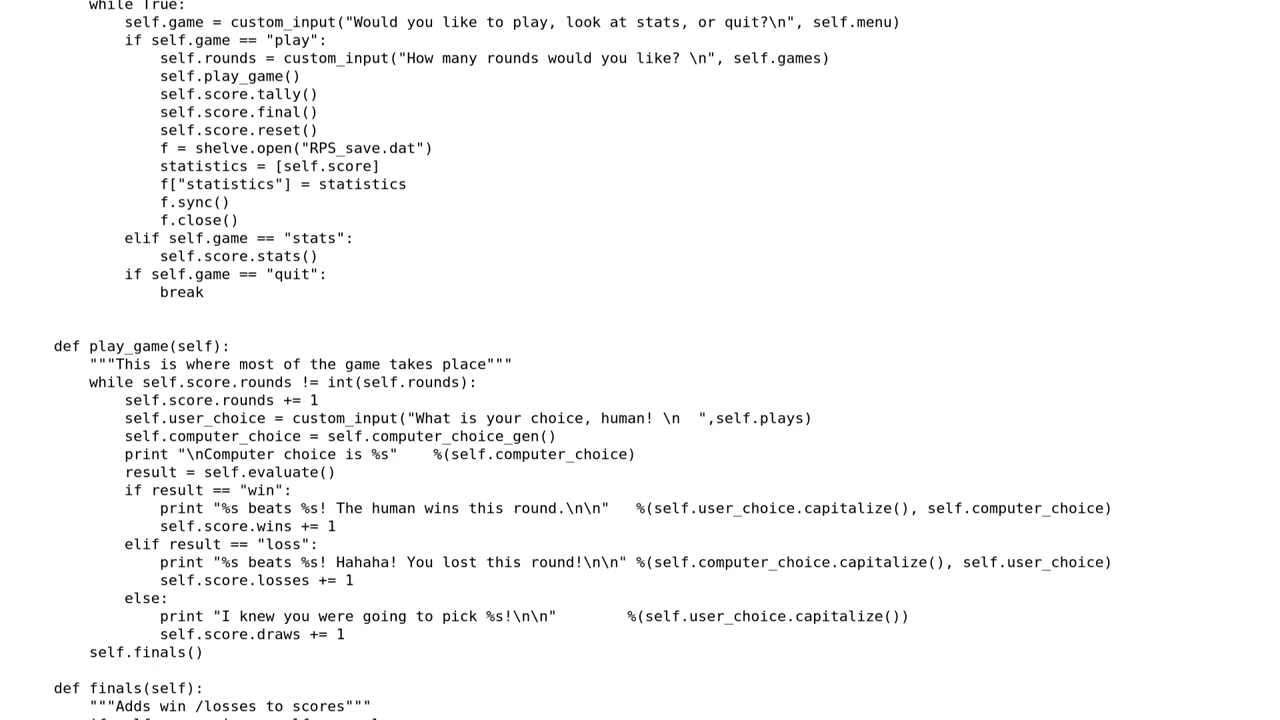 while True:
self.game = custom_input("Would you like to play, look at stats, or quit?\n", self.menu)
if self.game == "play":
self.rounds = custom_input("How many rounds would you like? \n", self.games)
self.play_game()
self.score.tally()
self.score.final()
self.score.reset()
f = shelve.open("RPS_save.dat")
statistics = [self.score]
f["statistics"] = statistics
f.sync()
f.close()
elif self.game == "stats":
self.score.stats()
if self.game == "quit":
break
def play_game(self):
"""This is where most of the game takes place"""
while self.score.rounds != int(self.rounds):
self.score.rounds += 1
self.user_choice = custom_input("What is your choice, human! \n  ",self.plays)
self.computer_choice = self.computer_choice_gen()
print "\nComputer choice is %s"    %(self.computer_choice)
result = self.evaluate()
if result == "win":
print "%s beats %s! The human wins this round.\n\n"   %(self.user_choice.capitalize(), self.computer_choice)
self.score.wins += 1
elif result == "loss":
print "%s beats %s! Hahaha! You lost this round!\n\n" %(self.computer_choice.capitalize(), self.user_choice)
self.score.losses += 1
else:
print "I knew you were going to pick %s!\n\n"        %(self.user_choice.capitalize())
self.score.draws += 1
self.finals()
def finals(self):
"""Adds win /losses to scores"""